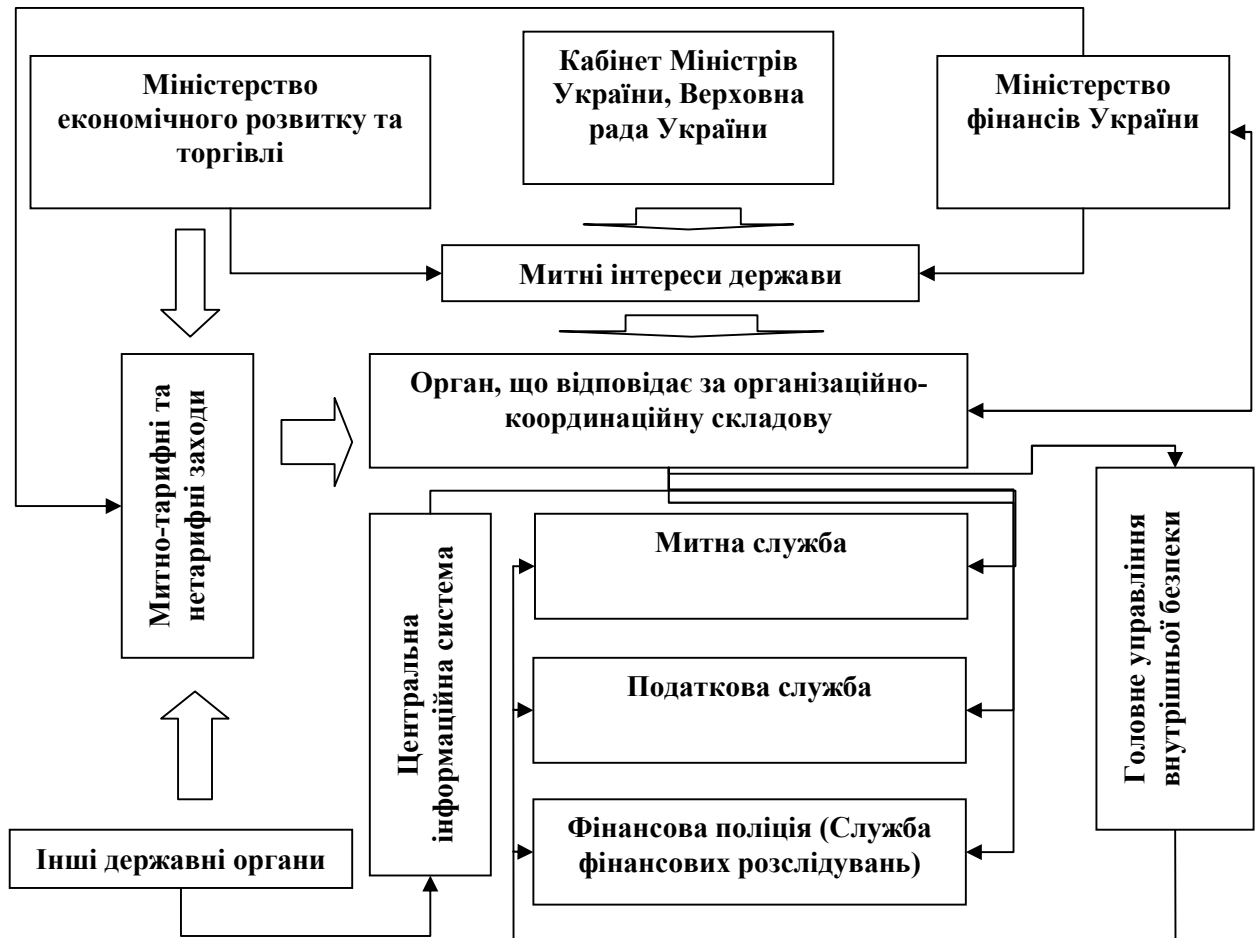 Міністерство
економічного розвитку та
торгівлі
Кабінет Міністрів
України, Верховна
рада України
Міністерство
фінансів України
Митні інтереси держави
Митно-тарифні та
нетарифні заходи
Орган, що відповідає за організаційно-
координаційну складову
Центральна
інформаційна система
Митна служба
Податкова служба
Фінансова поліція (Служба
фінансових розслідувань)
Головне управління
внутрішньої безпеки
Інші державні органи